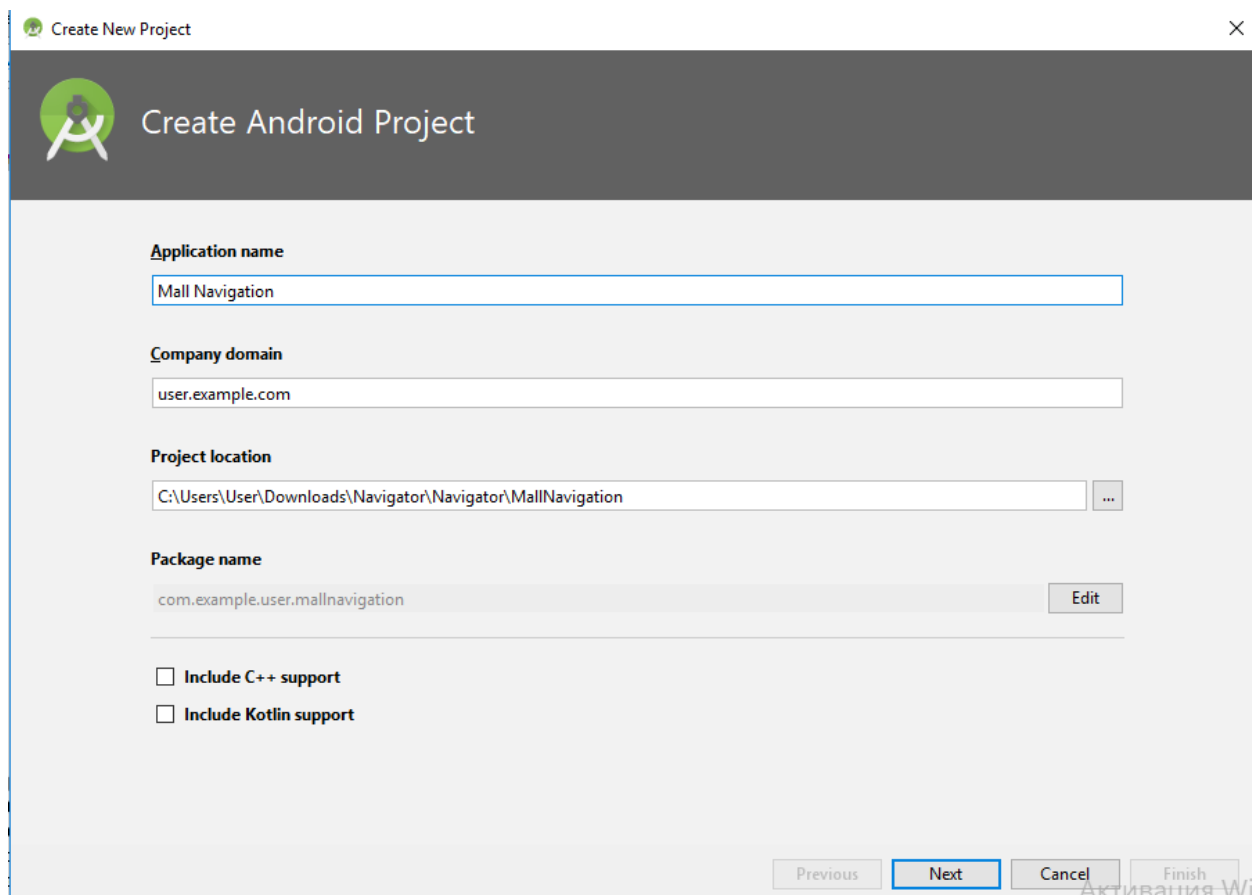 Create New Project
Create Android Project
Application name
Mall Navigation
Company domain
user.example.com
Project location
C:\Users\User\Downloads\Navigator\Navigator\MallNavigation
...
Package name
com.example.user.mallnavigation
Edit
Include C++ support
Include Kotlin support
Previous Next Cancel Finish
Активация Wi